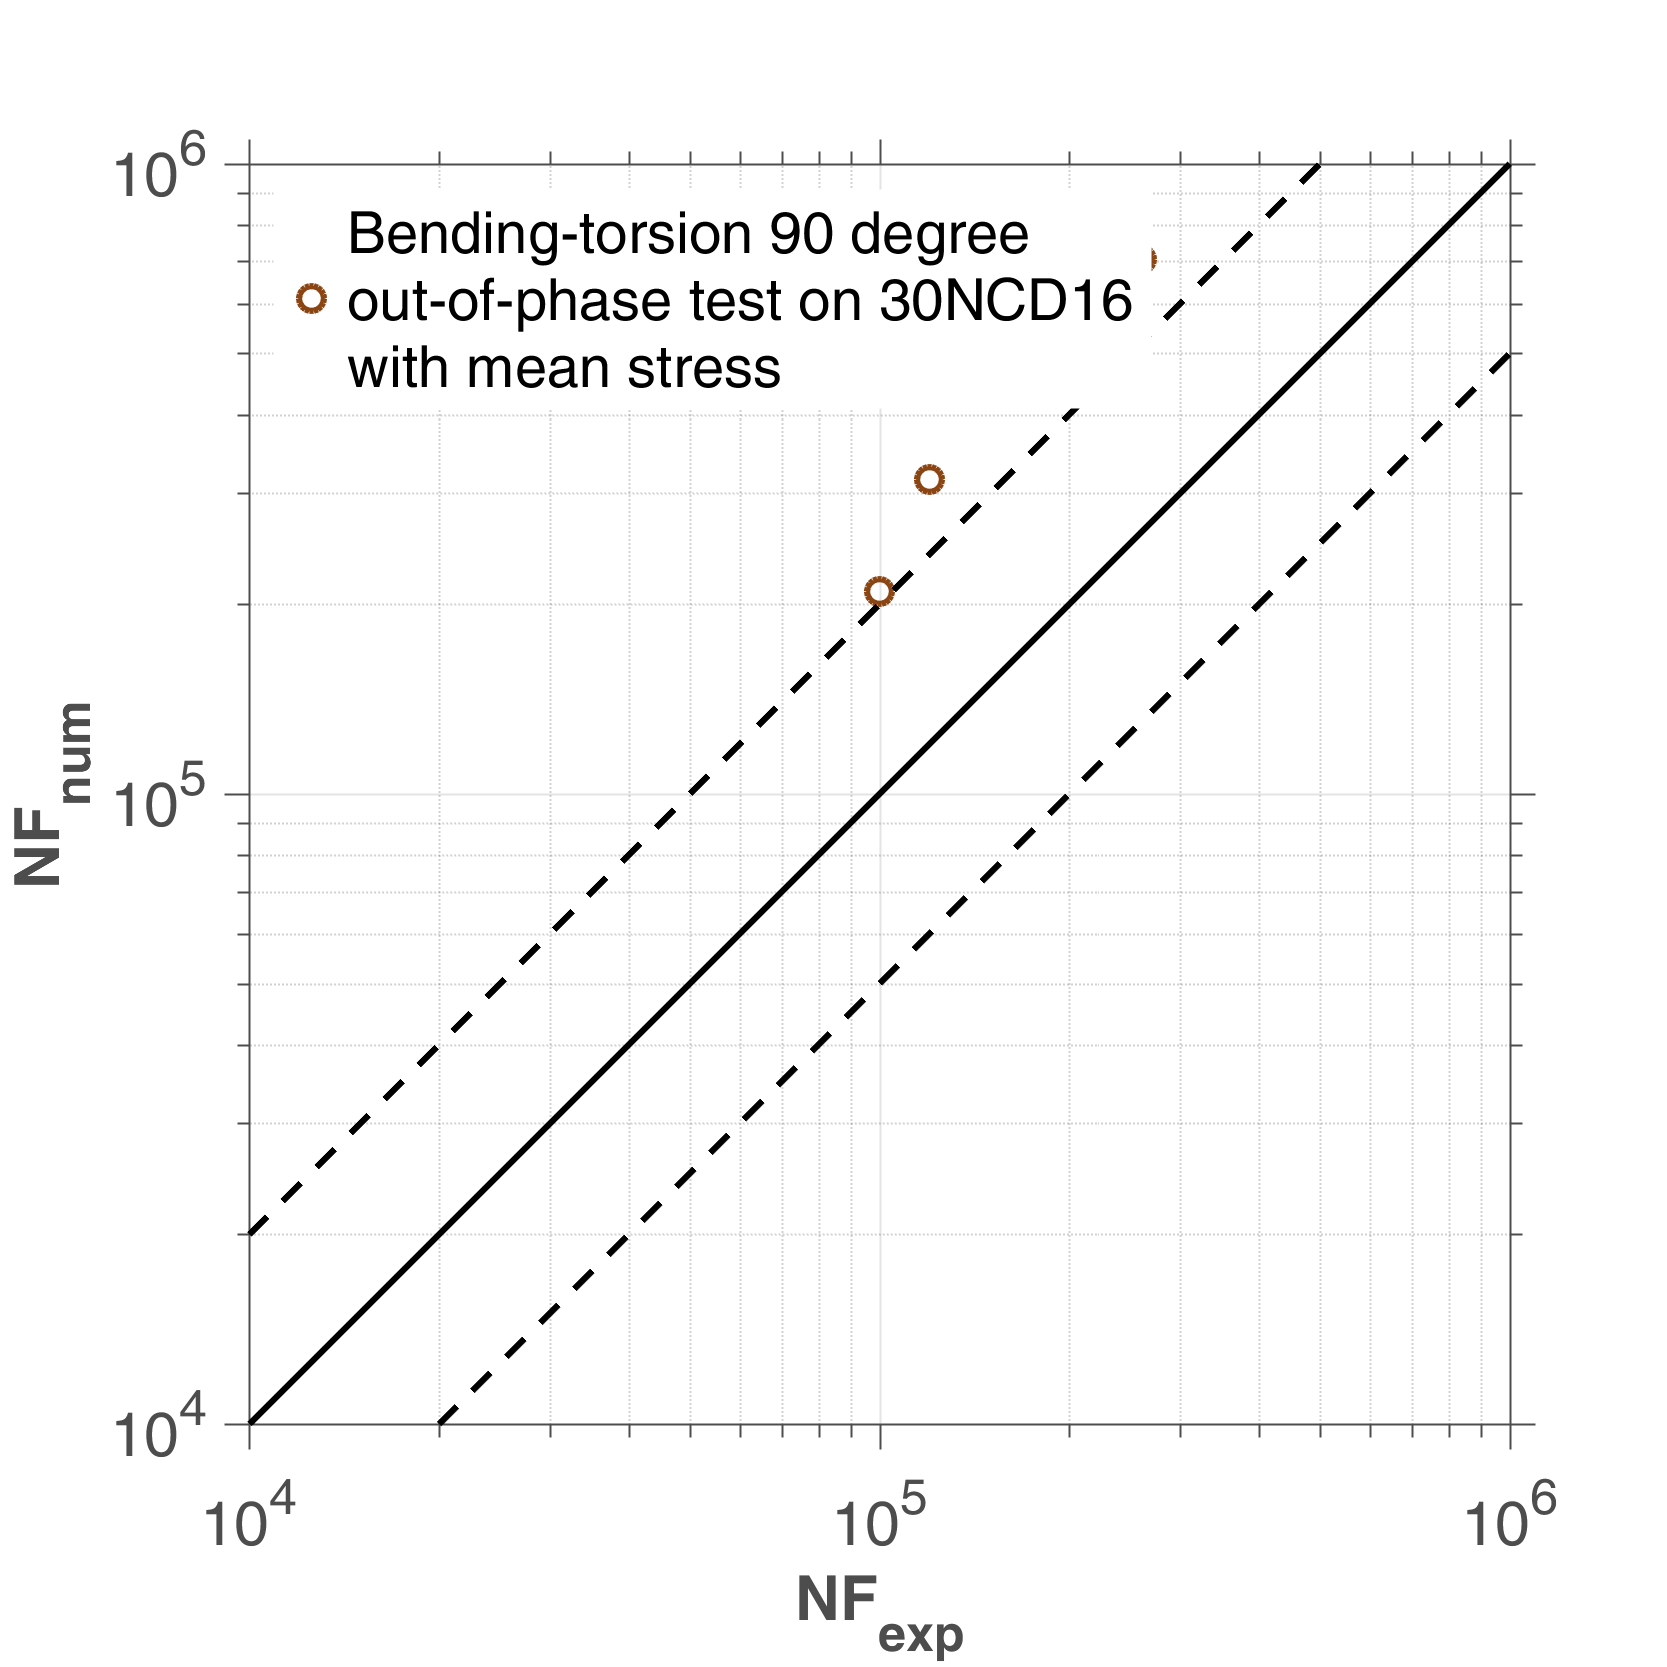 10^6
Bending-torsion 90 degree
out-of-phase test on 30NCD16
with mean stress
10^5
NF_num
10^4
10^4 10^5 10^6
NF_exp